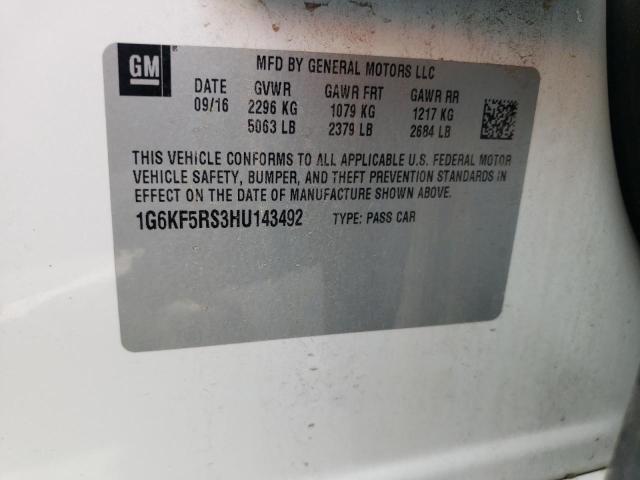 GM
MFD BY GENERAL MOTORS LLC
DATE GVWR GAWR FRT GAWR RR
09/16 2296 KG 1079 KG 1217 KG
5063 LB 2379 LB 2684 LB
THIS VEHICLE CONFORMS TO ALL APPLICABLE U.S. FEDERAL MOTOR
VEHICLE SAFETY, BUMPER, AND THEFT PREVENTION STANDARDS IN
EFFECT ON THE DATE OF MANUFACTURE SHOWN ABOVE.
1G6KF5RS3HU143492 TYPE: PASS CAR